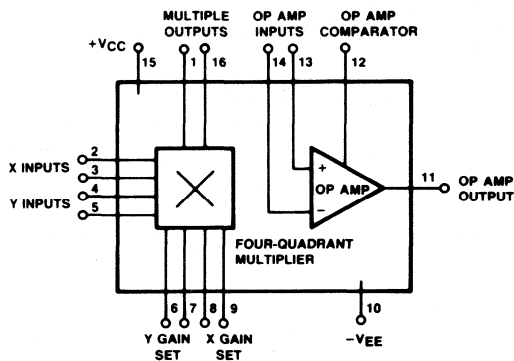 MULTIPLE OUTPUTS
OP AMP INPUTS
OP AMP COMPARATOR
+VCC
15
1
16
14
13
12
X INPUTS
2
3
Y INPUTS
4
5
+
OP AMP
−
11
OP AMP OUTPUT
FOUR-QUADRANT MULTIPLIER
6
7
8
9
10
Y GAIN SET
X GAIN SET
−VEE